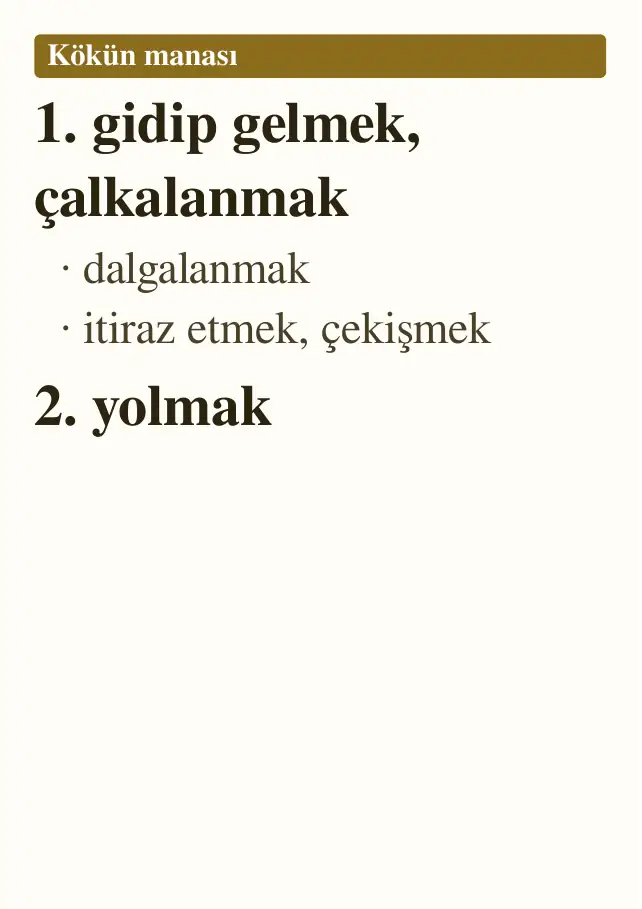 Kökün manası
1. gidip gelmek,
çalkalanmak
· dalgalanmak
· itiraz etmek, çekişmek
2. yolmak